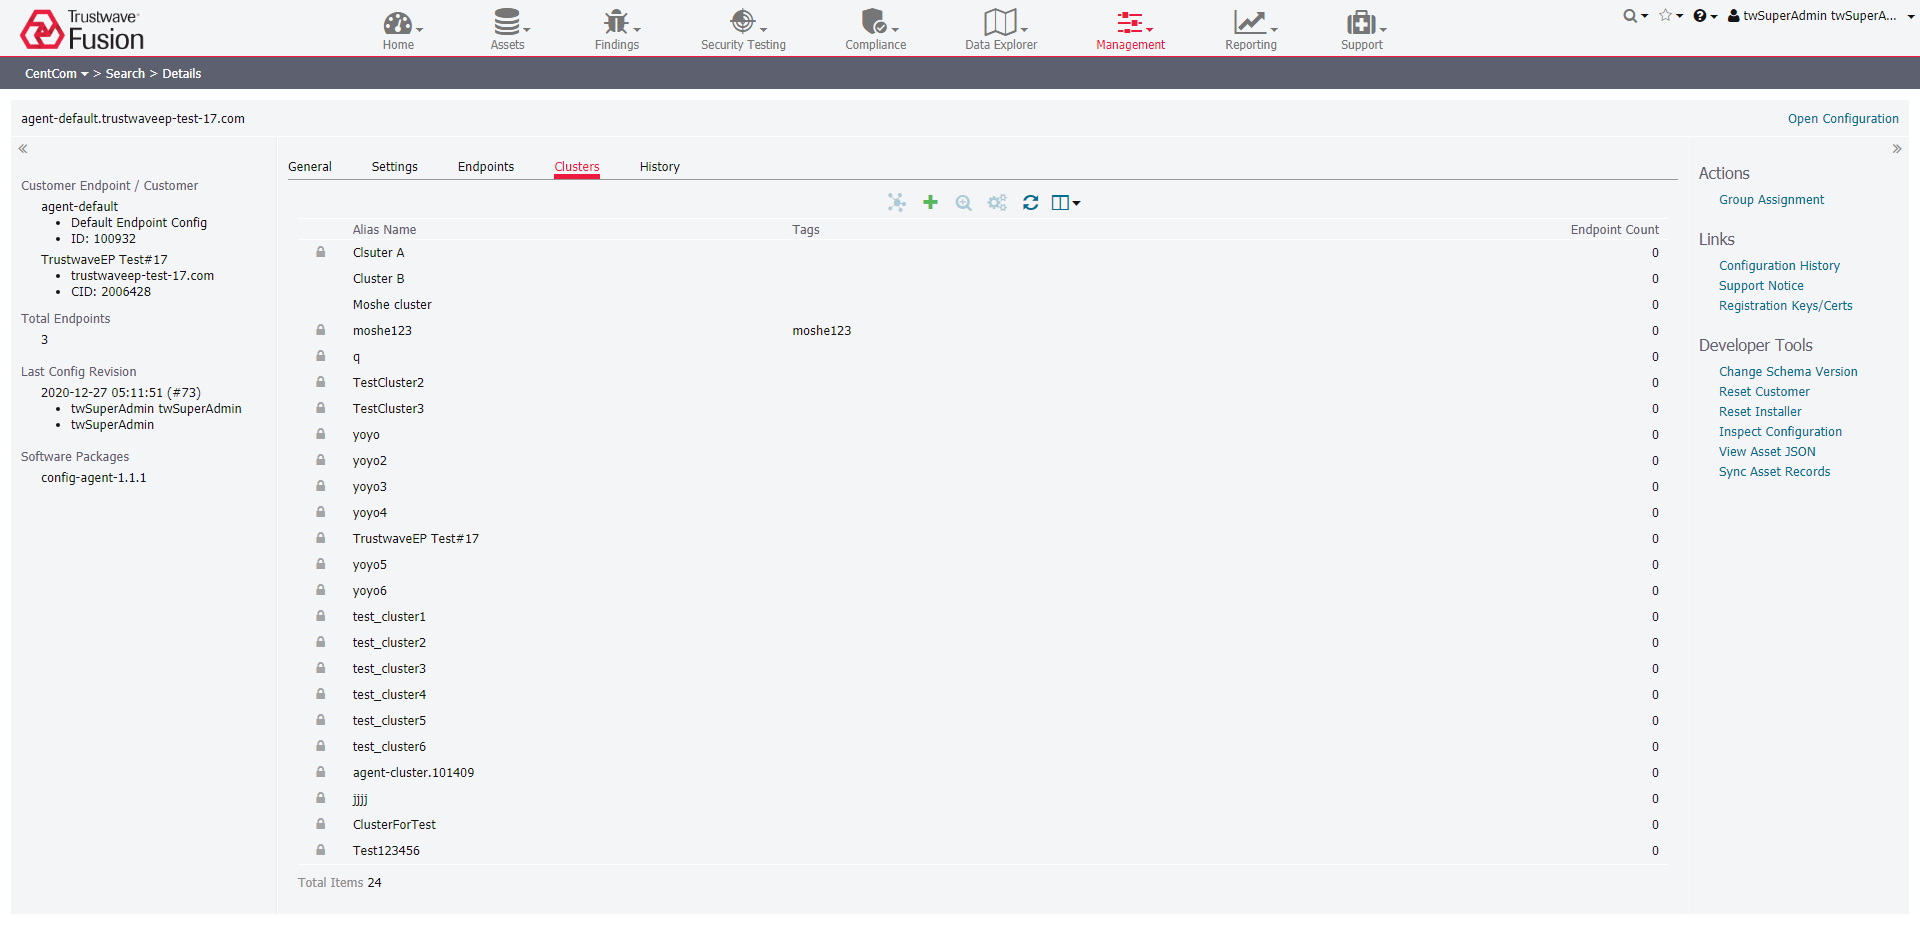 Trustwave®
Fusion
Home
Assets
Findings
Security Testing
Compliance
Data Explorer
Management
Reporting
Support
twSuperAdmin twSuperA...
CentCom > Search > Details
agent-default.trustwaveep-test-17.com
Open Configuration
Customer Endpoint / Customer
agent-default
• Default Endpoint Config
• ID: 100932
TrustwaveEP Test#17
• trustwaveep-test-17.com
• CID: 2006428
Total Endpoints
3
Last Config Revision
2020-12-27 05:11:51 (#73)
• twSuperAdmin twSuperAdmin
• twSuperAdmin
Software Packages
config-agent-1.1.1
General Settings Endpoints Clusters History
Alias Name Tags Endpoint Count
Clsuter A 0
Cluster B 0
Moshe cluster 0
moshe123 moshe123 0
q 0
TestCluster2 0
TestCluster3 0
yoyo 0
yoyo2 0
yoyo3 0
yoyo4 0
TrustwaveEP Test#17 0
yoyo5 0
yoyo6 0
test_cluster1 0
test_cluster2 0
test_cluster3 0
test_cluster4 0
test_cluster5 0
test_cluster6 0
agent-cluster.101409 0
jjjj 0
ClusterForTest 0
Test123456 0
Total Items 24
Actions
Group Assignment
Links
Configuration History
Support Notice
Registration Keys/Certs
Developer Tools
Change Schema Version
Reset Customer
Reset Installer
Inspect Configuration
View Asset JSON
Sync Asset Records